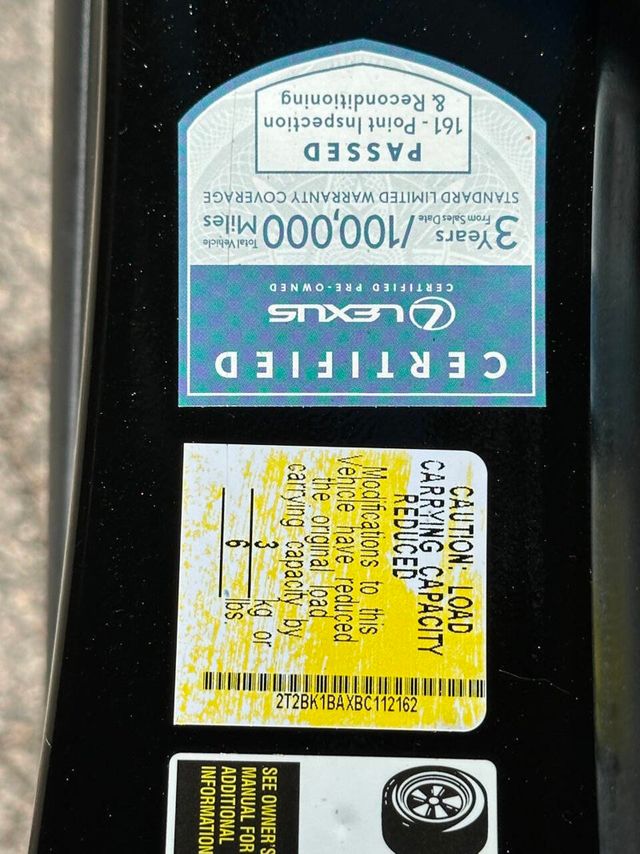 CERTIFIED
LEXUS
CERTIFIED PRE-OWNED
3 Years From Sales Date /100,000 Total Vehicle Miles
STANDARD LIMITED WARRANTY COVERAGE
PASSED
161 - Point Inspection
& Reconditioning
CAUTION: LOAD
CARRYING CAPACITY
REDUCED
Modifications to this
vehicle have reduced
the original load
carrying capacity by
3 kg or
6 lbs
2T2BK1BAXBC112162
SEE OWNER'S
MANUAL FOR
ADDITIONAL
INFORMATION